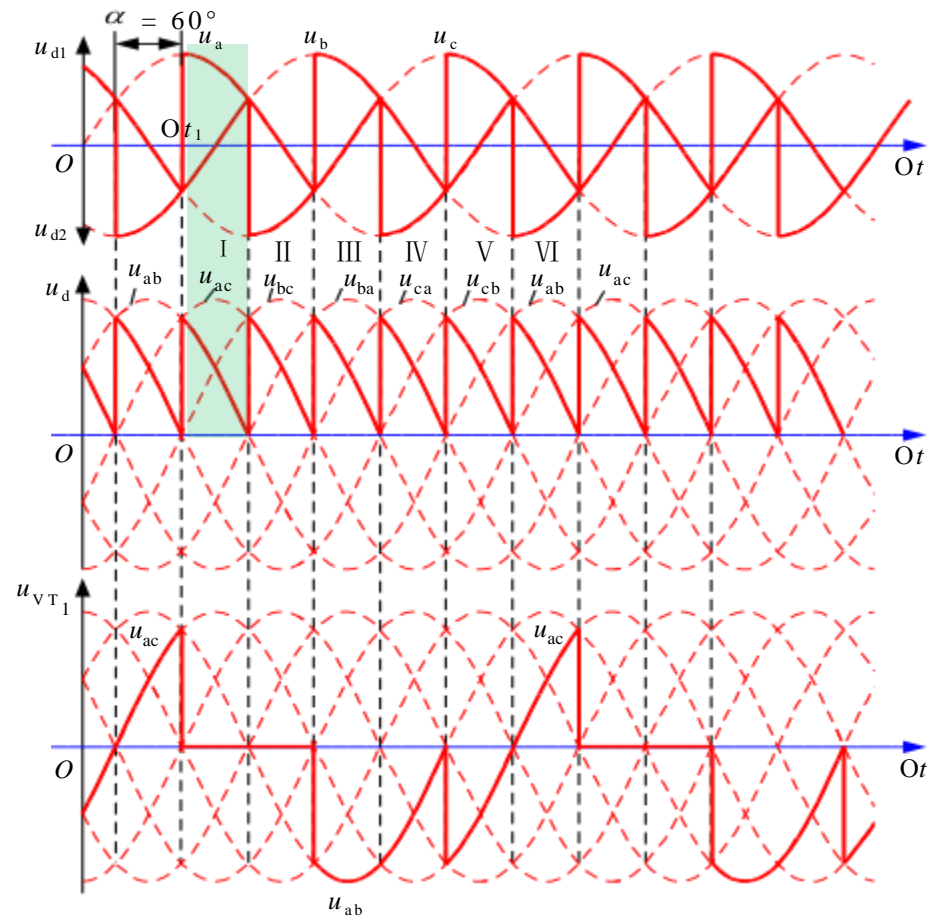 α = 60°
u_d1 u_a u_b u_c
Ot_1
O Ot
u_d2
I II III IV V VI
u_d u_ab u_ac u_bc u_ba u_ca u_cb u_ab u_ac
O Ot
u_VT1
u_ac u_ac
O Ot
u_ab